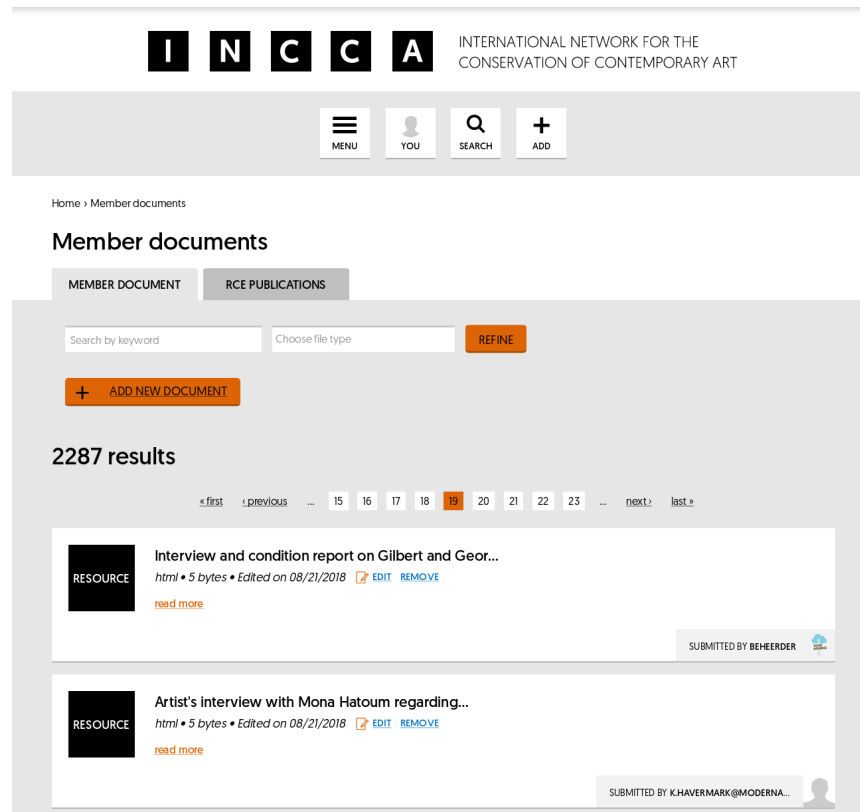 I N C C A
INTERNATIONAL NETWORK FOR THE
CONSERVATION OF CONTEMPORARY ART
MENU YOU SEARCH ADD
Home › Member documents
Member documents
MEMBER DOCUMENT RCE PUBLICATIONS
Search by keyword Choose file type REFINE
+ ADD NEW DOCUMENT
2287 results
« first ‹ previous ... 15 16 17 18 19 20 21 22 23 ... next › last »
Interview and condition report on Gilbert and Geor...
RESOURCE html • 5 bytes • Edited on 08/21/2018 EDIT REMOVE
read more
SUBMITTED BY BEHEERDER
Artist's interview with Mona Hatoum regarding...
RESOURCE html • 5 bytes • Edited on 08/21/2018 EDIT REMOVE
read more
SUBMITTED BY K.HAVERMARK@MODERNA...